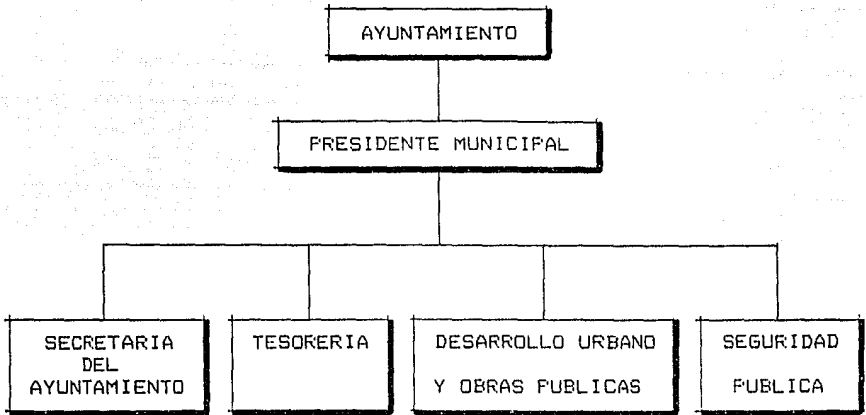 AYUNTAMIENTO
PRESIDENTE MUNICIPAL
SECRETARIA
DEL
AYUNTAMIENTO
TESORERIA
DESARROLLO URBANO
Y OBRAS PUBLICAS
SEGURIDAD
PUBLICA